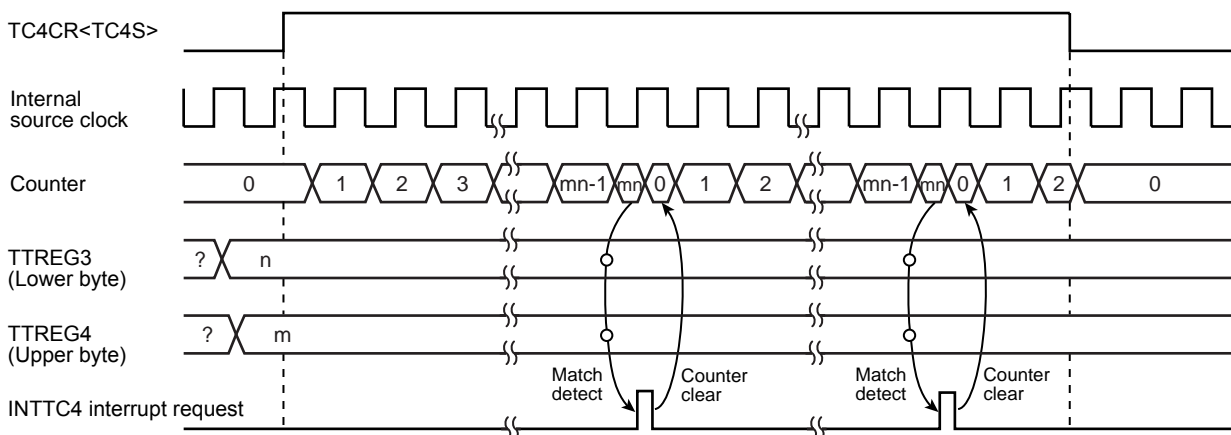 TC4CR<TC4S>
Internal
source clock
Counter 0 1 2 3 mn-1 mn 0 1 2 mn-1 mn 0 1 2 0
TTREG3
(Lower byte)
? n
TTREG4
(Upper byte)
? m
Match
detect
Counter
clear
Match
detect
Counter
clear
INTTC4 interrupt request